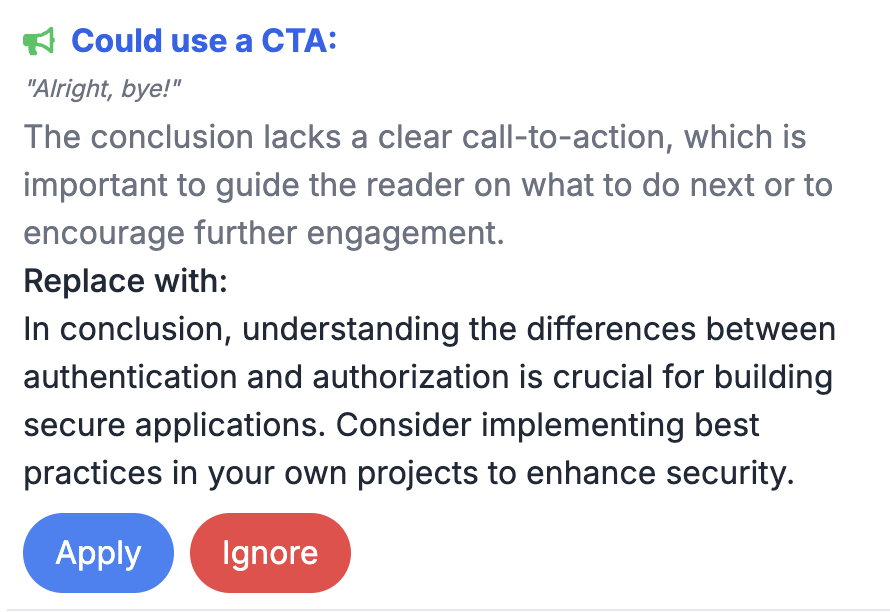 Could use a CTA:
"Alright, bye!"
The conclusion lacks a clear call-to-action, which is
important to guide the reader on what to do next or to
encourage further engagement.
Replace with:
In conclusion, understanding the differences between
authentication and authorization is crucial for building
secure applications. Consider implementing best
practices in your own projects to enhance security.
Apply Ignore